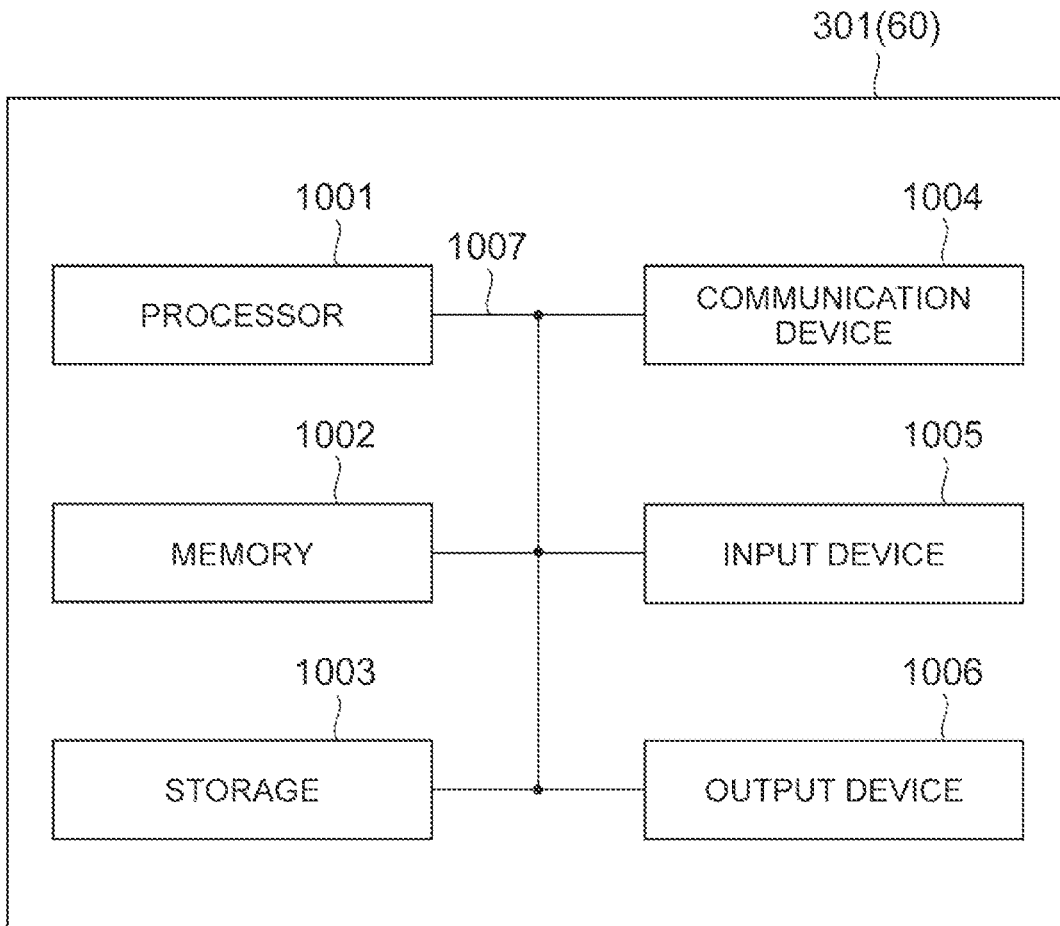 301(60)
1001
1004
1007
PROCESSOR
COMMUNICATION
DEVICE
1002
1005
MEMORY
INPUT DEVICE
1003
1006
STORAGE
OUTPUT DEVICE